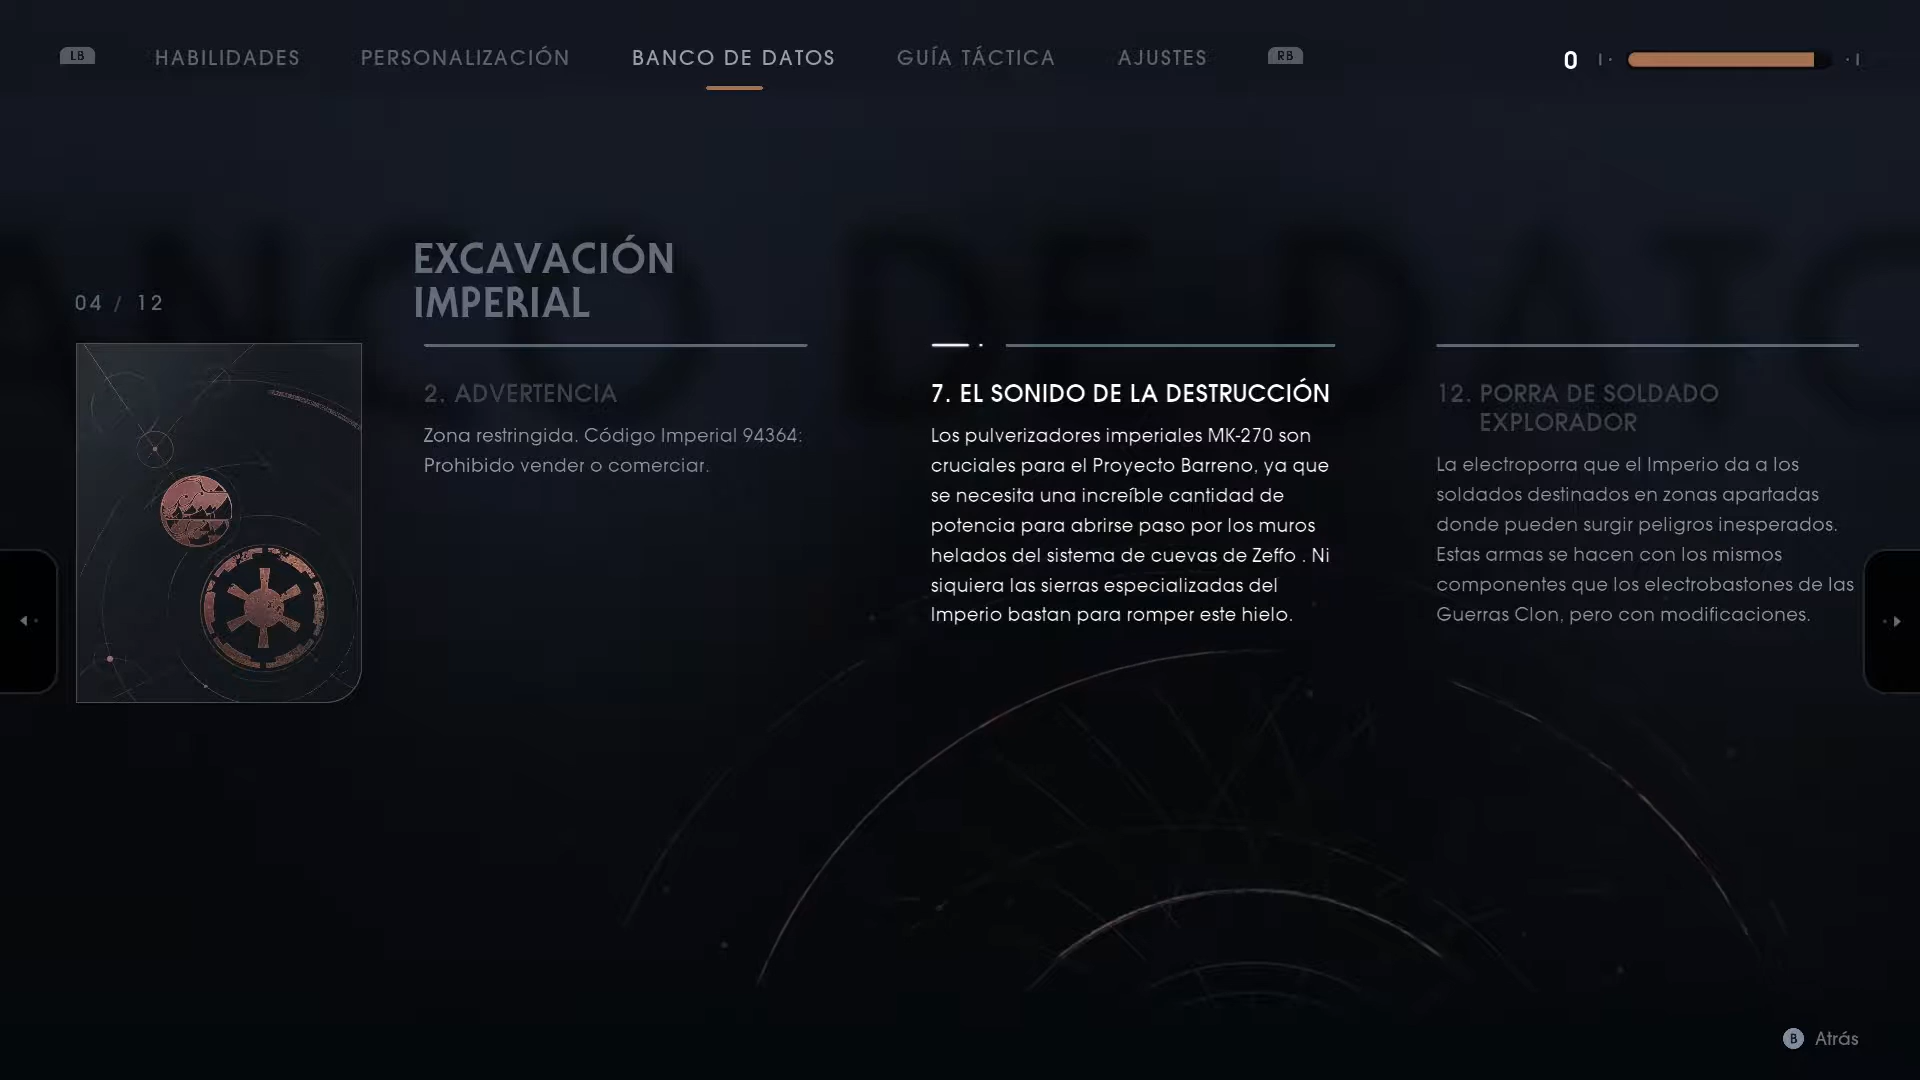 LB HABILIDADES PERSONALIZACIÓN BANCO DE DATOS GUÍA TÁCTICA AJUSTES RB 0
BANCO DE DATOS
EXCAVACIÓN
IMPERIAL
04 / 12
2. ADVERTENCIA
Zona restringida. Código Imperial 94364:
Prohibido vender o comerciar.
7. EL SONIDO DE LA DESTRUCCIÓN
Los pulverizadores imperiales MK-270 son
cruciales para el Proyecto Barreno, ya que
se necesita una increíble cantidad de
potencia para abrirse paso por los muros
helados del sistema de cuevas de Zeffo . Ni
siquiera las sierras especializadas del
Imperio bastan para romper este hielo.
12. PORRA DE SOLDADO
EXPLORADOR
La electroporra que el Imperio da a los
soldados destinados en zonas apartadas
donde pueden surgir peligros inesperados.
Estas armas se hacen con los mismos
componentes que los electrobastones de las
Guerras Clon, pero con modificaciones.
B Atrás